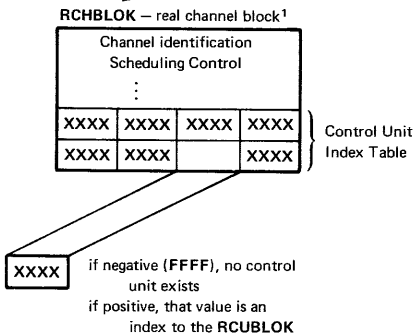 RCHBLOK — real channel block¹
Channel identification
Scheduling Control
⋮
XXXX XXXX XXXX XXXX
XXXX XXXX XXXX
Control Unit
Index Table
XXXX
if negative (FFFF), no control
unit exists
if positive, that value is an
index to the RCUBLOK